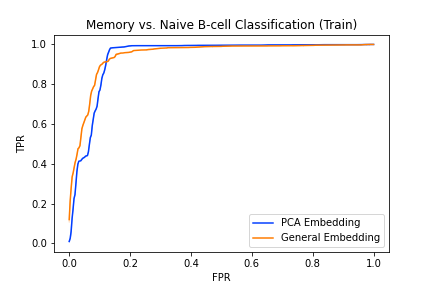 Memory vs. Naive B-cell Classification (Train)
1.0
0.8
0.6
0.4
0.2
0.0
TPR
0.0
0.2
0.4
0.6
0.8
1.0
FPR
PCA Embedding
General Embedding